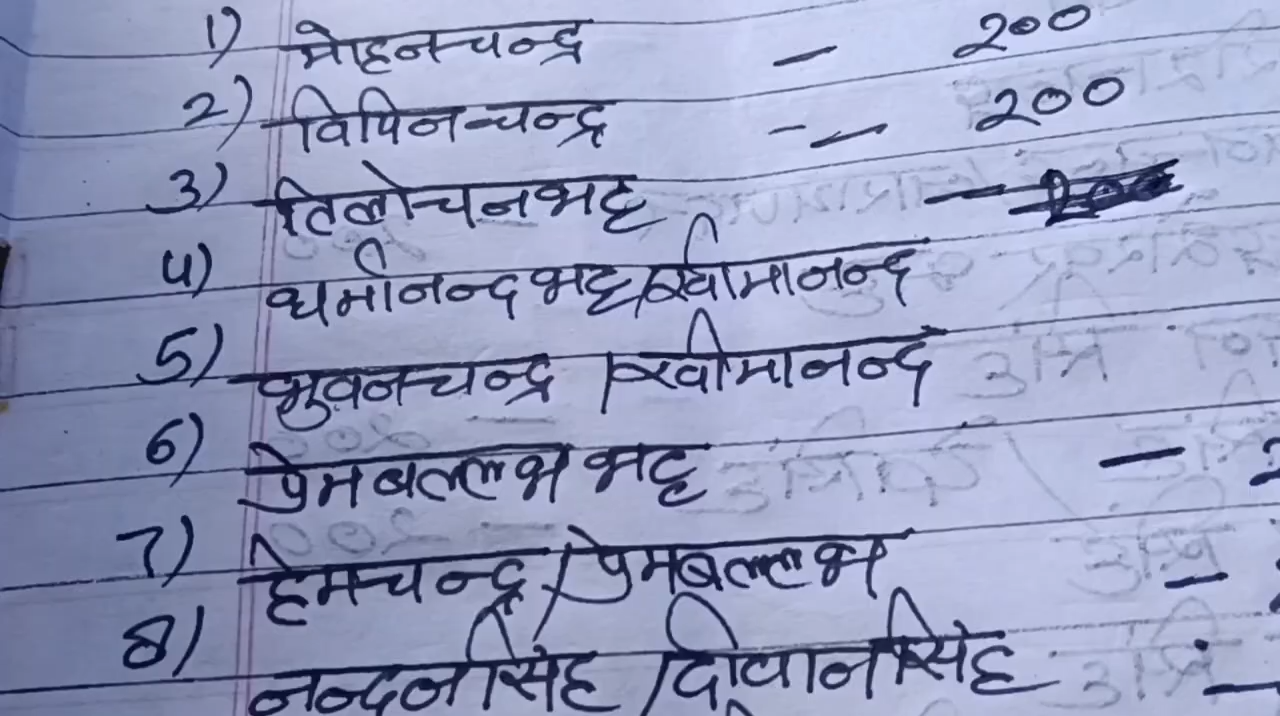 1) मोहनचन्द्र — 200
2) विपिनचन्द्र -— 200
3) तिलोचनभट्ट —
4) धर्मानन्दभट्ट/खीमानन्द
5) भुवनचन्द्र /खीमानन्द
6) प्रेमबल्लभ भट्ट —
7) हेमचन्द्र/प्रेमबल्लभ —
8) नन्दनसिंह/दीवानसिंह —